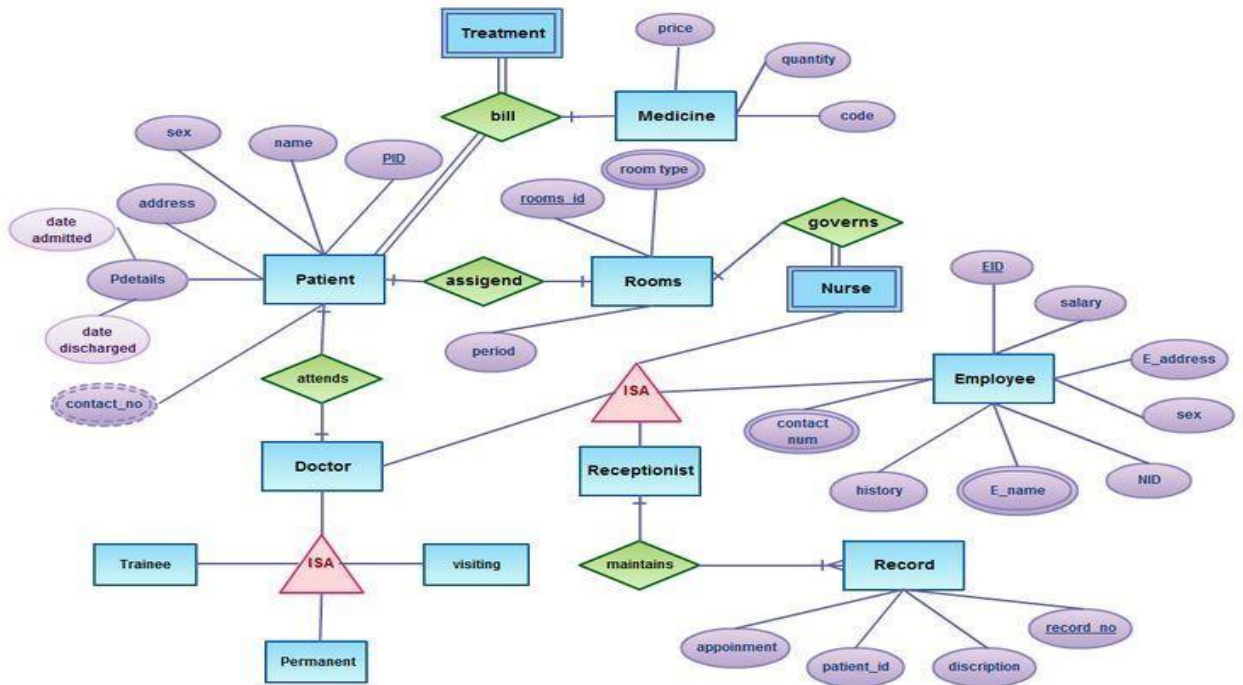 Treatment
price
quantity
bill
Medicine
code
sex
name
PID
room type
rooms_id
address
governs
date
admitted
Pdetails
Patient
assigend
Rooms
Nurse
EID
salary
date
discharged
period
E_address
attends
ISA
Employee
contact_no
contact
num
sex
Doctor
Receptionist
history
E_name
NID
Trainee
ISA
visiting
maintains
Record
Permanent
appoinment
patient_id
discription
record_no